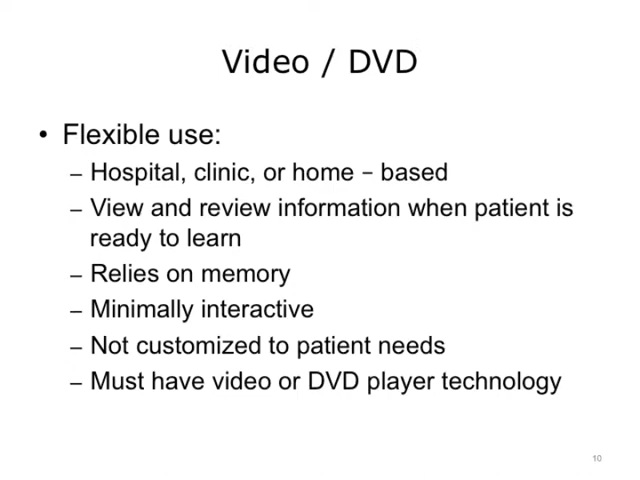 Video / DVD
• Flexible use:
– Hospital, clinic, or home – based
– View and review information when patient is
ready to learn
– Relies on memory
– Minimally interactive
– Not customized to patient needs
– Must have video or DVD player technology
10